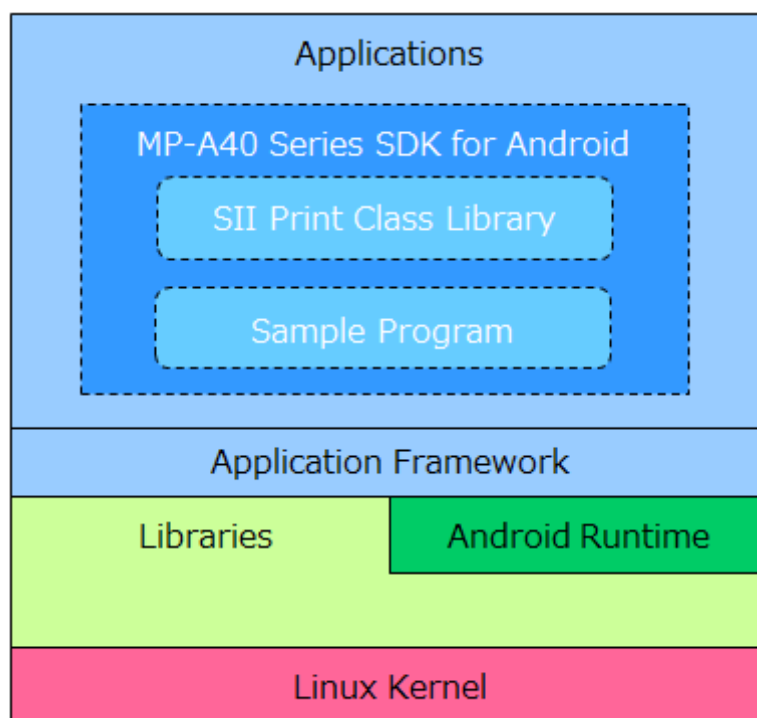 Applications
MP-A40 Series SDK for Android
SII Print Class Library
Sample Program
Application Framework
Libraries
Android Runtime
Linux Kernel